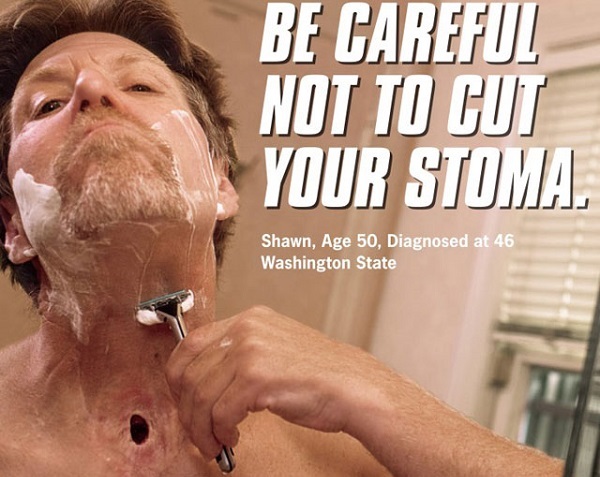 BE CAREFUL
NOT TO CUT
YOUR STOMA.
Shawn, Age 50, Diagnosed at 46
Washington State